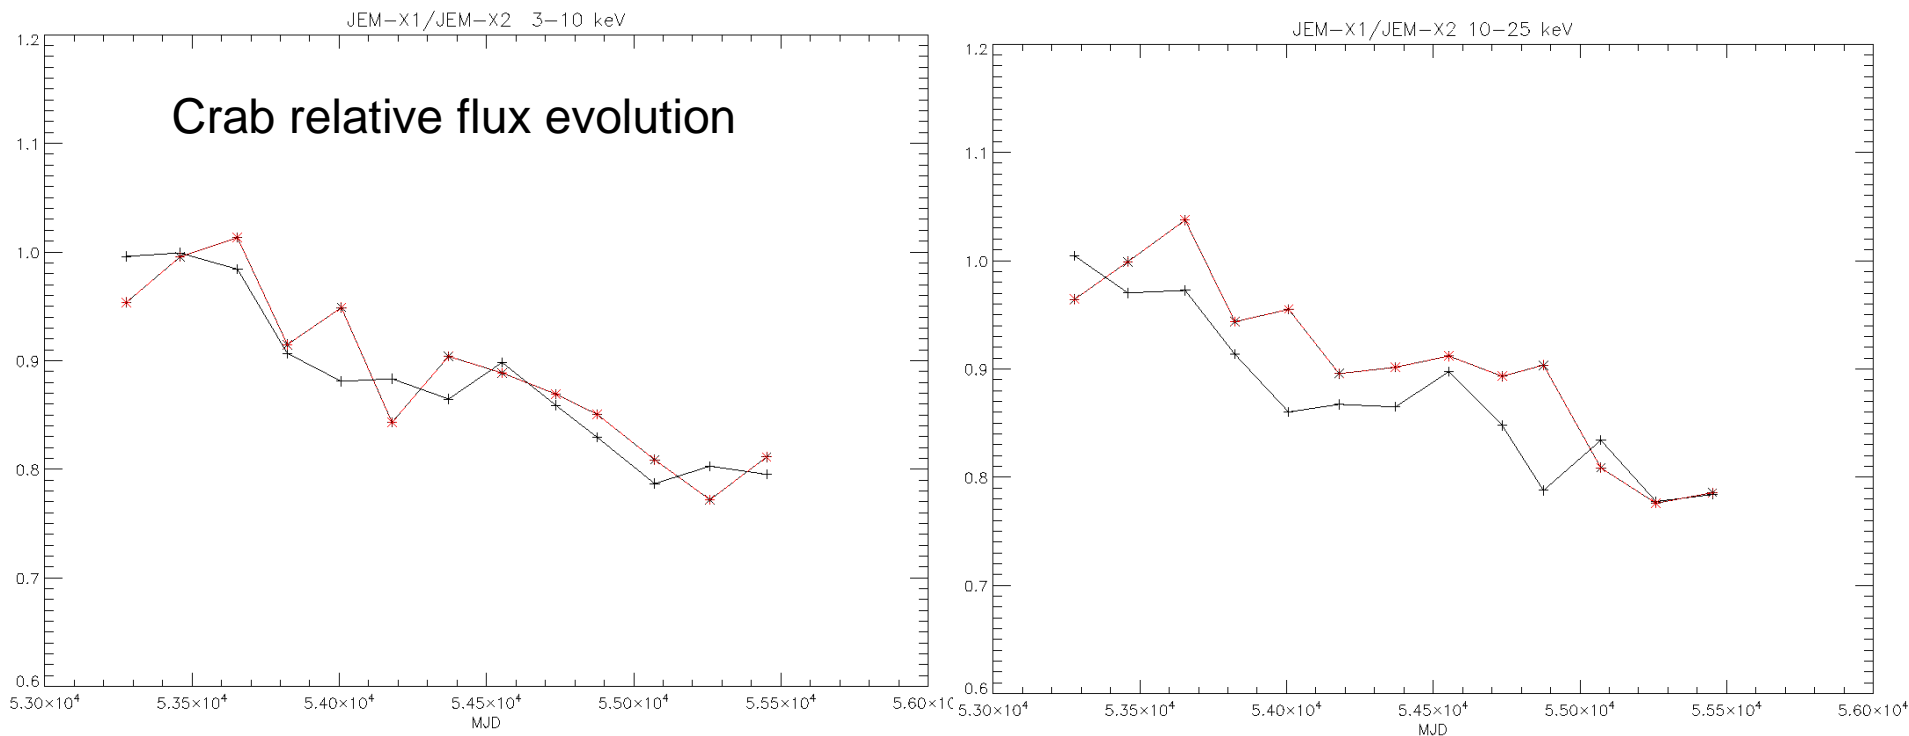 JEM-X1/JEM-X2 3-10 keV
Crab relative flux evolution
1.2
1.1
1.0
0.9
0.8
0.7
0.6
5.30×10⁴ 5.35×10⁴ 5.40×10⁴ 5.45×10⁴ 5.50×10⁴ 5.55×10⁴ 5.60×10
MJD
JEM-X1/JEM-X2 10-25 keV
1.2
1.1
1.0
0.9
0.8
0.7
0.6
5.30×10⁴ 5.35×10⁴ 5.40×10⁴ 5.45×10⁴ 5.50×10⁴ 5.55×10⁴ 5.60×10⁴
MJD